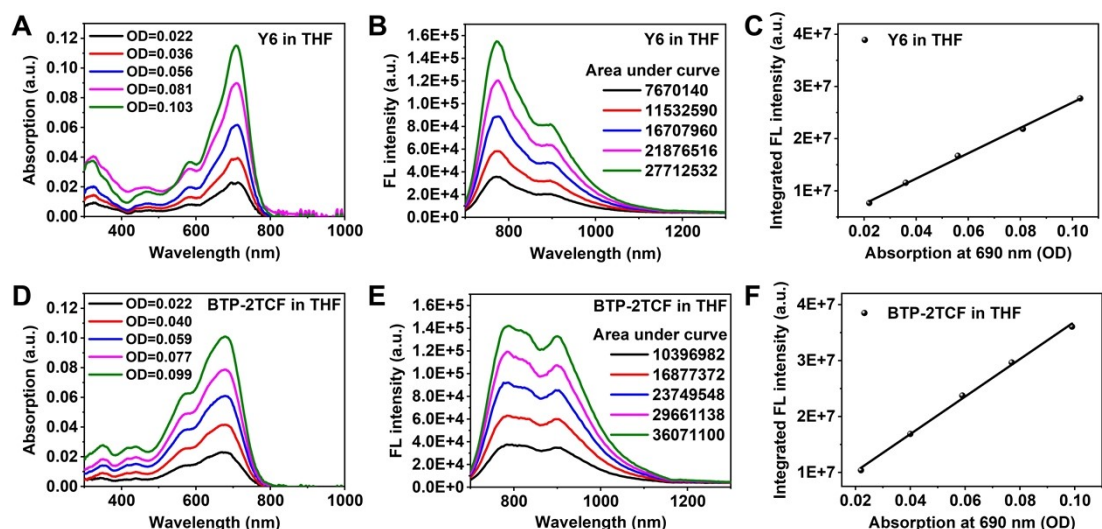 A
Absorption (a.u.)
0.12
0.10
0.08
0.06
0.04
0.02
0.00
OD=0.022
OD=0.036
OD=0.056
OD=0.081
OD=0.103
Y6 in THF
400 600 800 1000
Wavelength (nm)
B
FL intensity (a.u.)
1.6E+5
1.4E+5
1.2E+5
1.0E+5
8.0E+4
6.0E+4
4.0E+4
2.0E+4
0.0E+0
Y6 in THF
Area under curve
7670140
11532590
16707960
21876516
27712532
800 1000 1200
Wavelength (nm)
C
Integrated FL intensity (a.u.)
3E+7
2E+7
1E+7
Y6 in THF
0.02 0.04 0.06 0.08 0.10
Absorption at 690 nm (OD)
D
Absorption (a.u.)
0.12
0.10
0.08
0.06
0.04
0.02
0.00
OD=0.022
OD=0.040
OD=0.059
OD=0.077
OD=0.099
BTP-2TCF in THF
400 600 800 1000
Wavelength (nm)
E
FL intensity (a.u.)
1.6E+5
1.4E+5
1.2E+5
1.0E+5
8.0E+4
6.0E+4
4.0E+4
2.0E+4
0.0E+0
BTP-2TCF in THF
Area under curve
10396982
16877372
23749548
29661138
36071100
800 1000 1200
Wavelength (nm)
F
Integrated FL intensity (a.u.)
4E+7
3E+7
2E+7
1E+7
BTP-2TCF in THF
0.02 0.04 0.06 0.08 0.10
Absorption at 690 nm (OD)